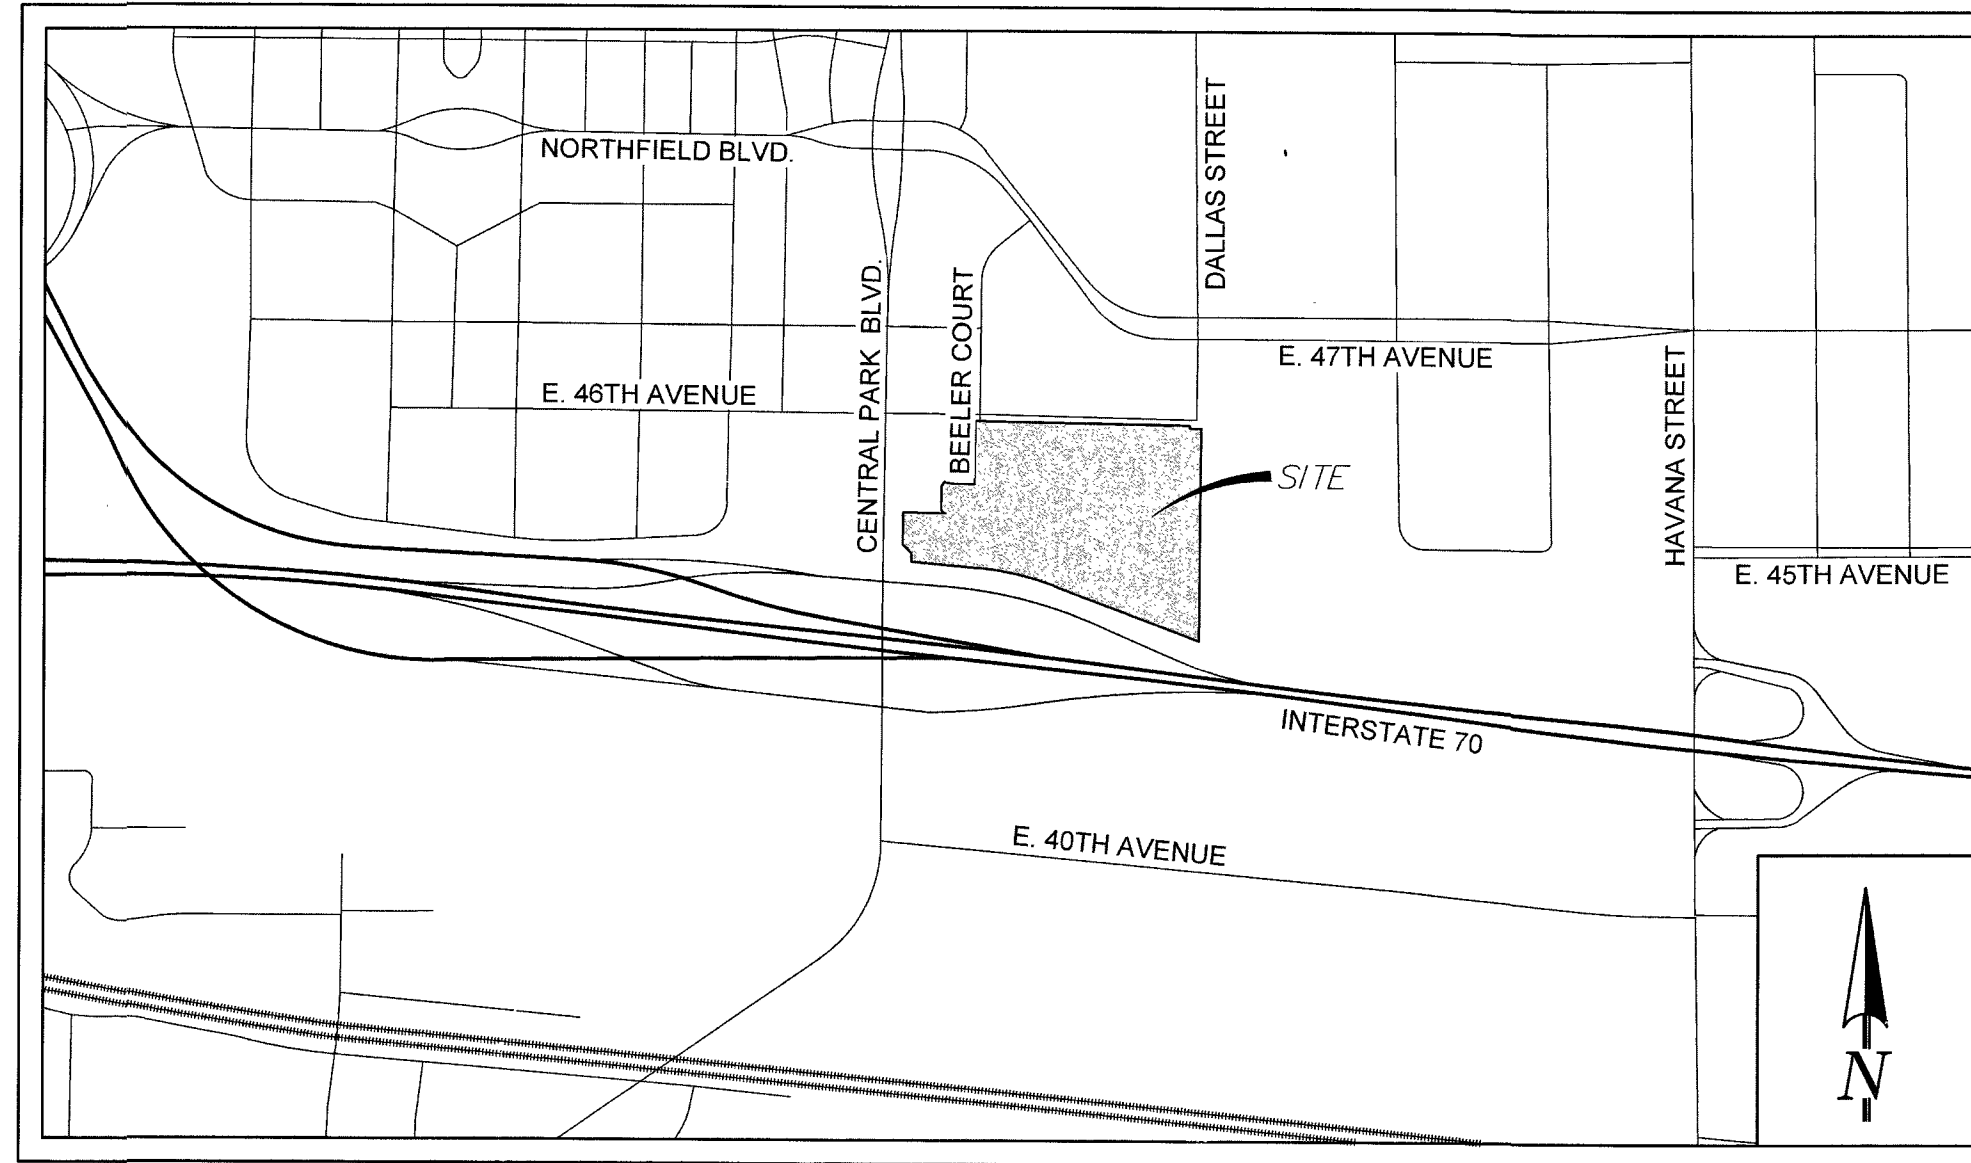 NORTHFIELD BLVD.
DALLAS STREET
CENTRAL PARK BLVD.
BEELER COURT
E. 47TH AVENUE
E. 46TH AVENUE
HAVANA STREET
SITE
E. 45TH AVENUE
INTERSTATE 70
E. 40TH AVENUE
N